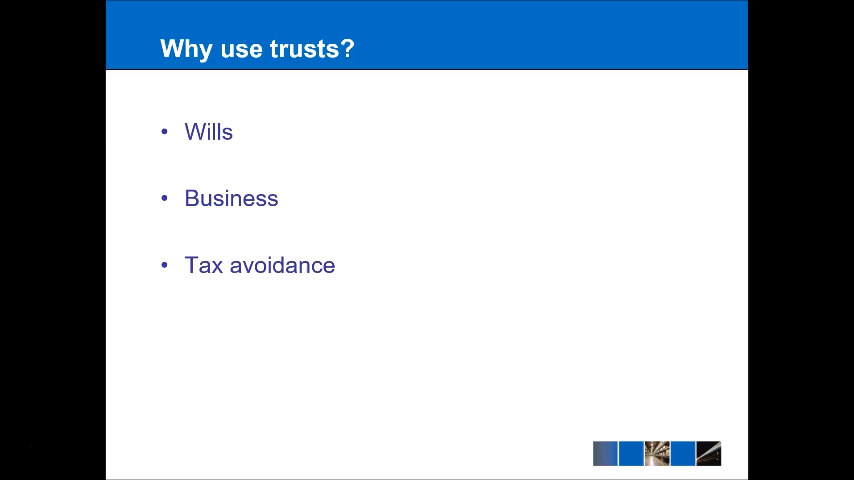 Why use trusts?
• Wills
• Business
• Tax avoidance